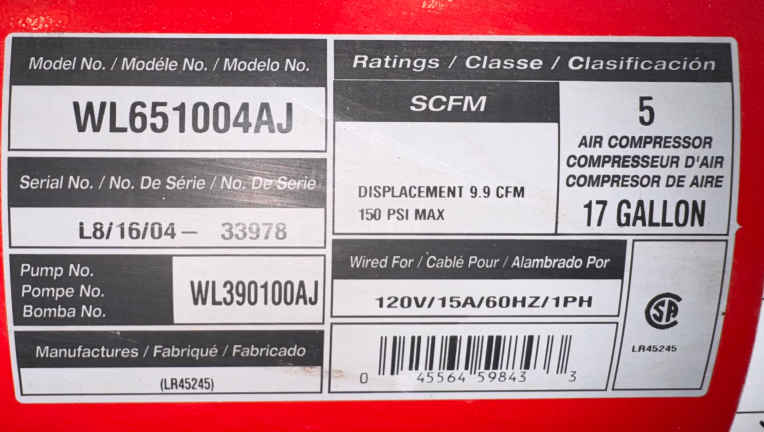 Model No. / Modéle No. / Modelo No.
WL651004AJ
Serial No. / No. De Série / No. De Serie
L8/16/04 – 33978
Pump No.
Pompe No.
Bomba No.
WL390100AJ
Manufactures / Fabriqué / Fabricado
(LR45245)
Ratings / Classe / Clasificación
SCFM
DISPLACEMENT 9.9 CFM
150 PSI MAX
5
AIR COMPRESSOR
COMPRESSEUR D'AIR
COMPRESOR DE AIRE
17 GALLON
Wired For / Cablé Pour / Alambrado Por
120V/15A/60HZ/1PH
0 45564 59843 3
SA
LR45245